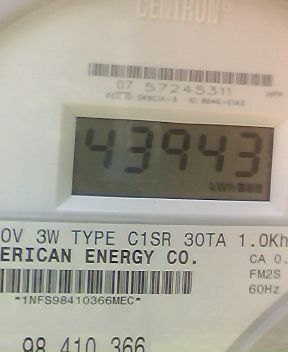 CENTRON®
07 57245311
43943
kWh
0V 3W TYPE C1SR 30TA 1.0Kh
ERICAN ENERGY CO.
CA 0.
FM2S
60Hz
*1NFS98410366MEC*
98 410 366